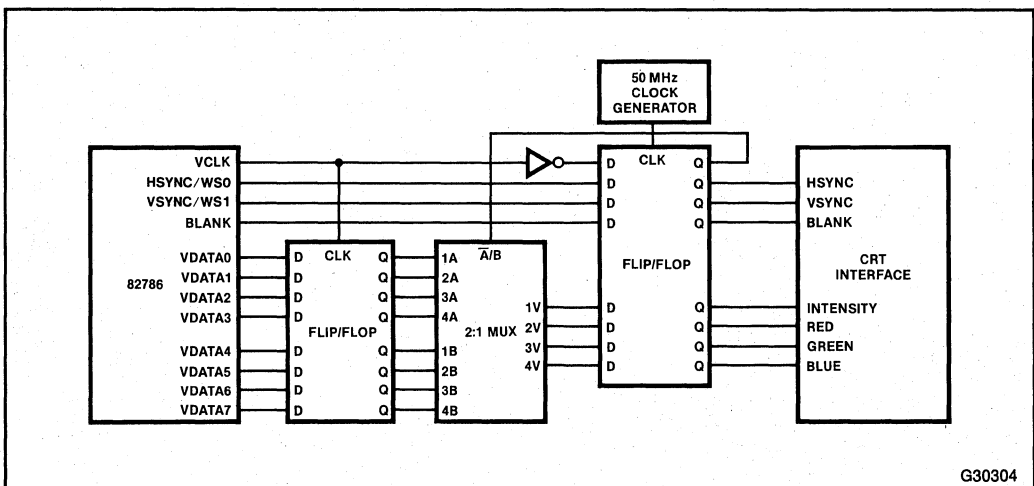 50 MHz
CLOCK
GENERATOR
82786
VCLK
HSYNC/WS0
VSYNC/WS1
BLANK
VDATA0
VDATA1
VDATA2
VDATA3
VDATA4
VDATA5
VDATA6
VDATA7
CLK
D Q
D Q
D Q
D Q
FLIP/FLOP
D Q
D Q
D Q
D Q
A̅/B
1A
2A
3A
4A
2:1 MUX
1B
2B
3B
4B
1V
2V
3V
4V
D CLK Q
D Q
D Q
D Q
FLIP/FLOP
D Q
D Q
D Q
D Q
HSYNC
VSYNC
BLANK
CRT
INTERFACE
INTENSITY
RED
GREEN
BLUE
G30304